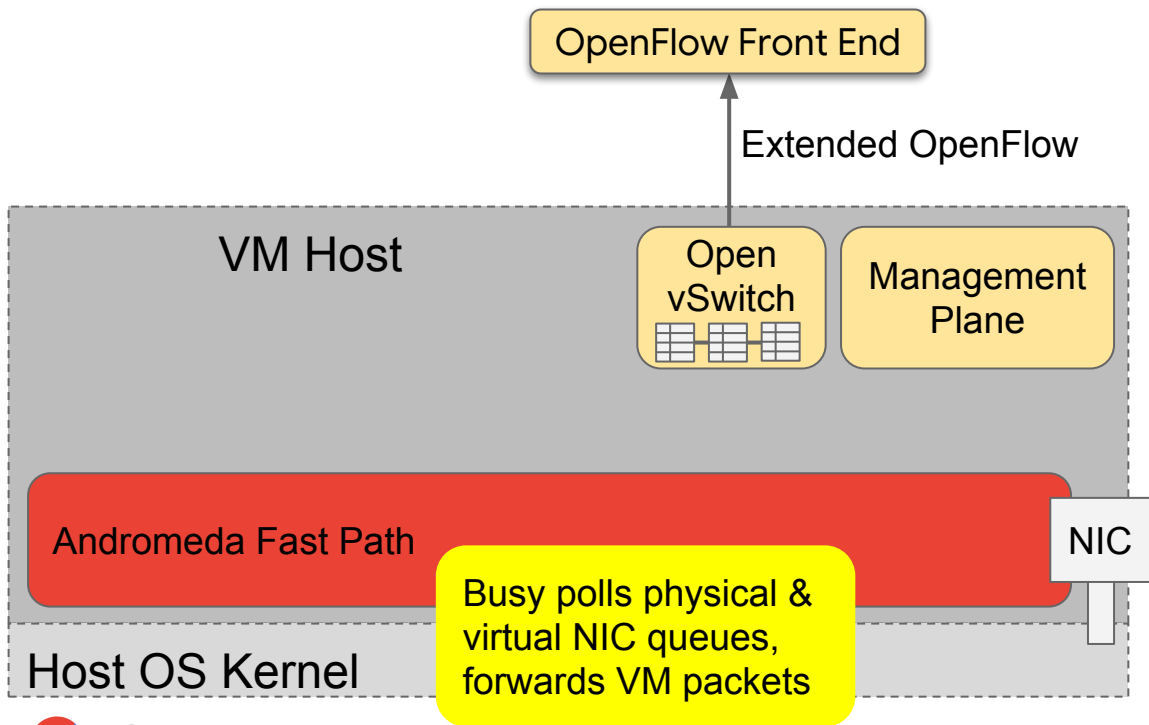 OpenFlow Front End
Extended OpenFlow
VM Host
Open
vSwitch
Management
Plane
Andromeda Fast Path
NIC
Busy polls physical &
virtual NIC queues,
forwards VM packets
Host OS Kernel